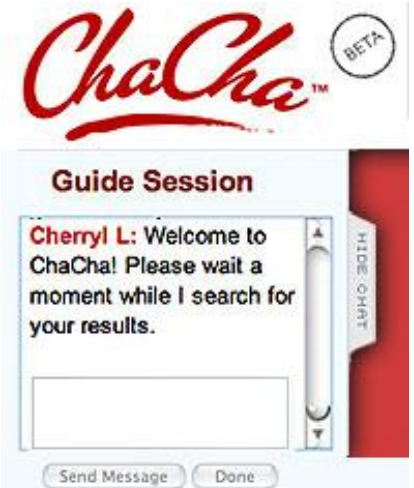 ChaCha™
BETA
Guide Session
Cherryl L: Welcome to
ChaCha! Please wait a
moment while I search for
your results.
HIDE CHAT
Send Message
Done